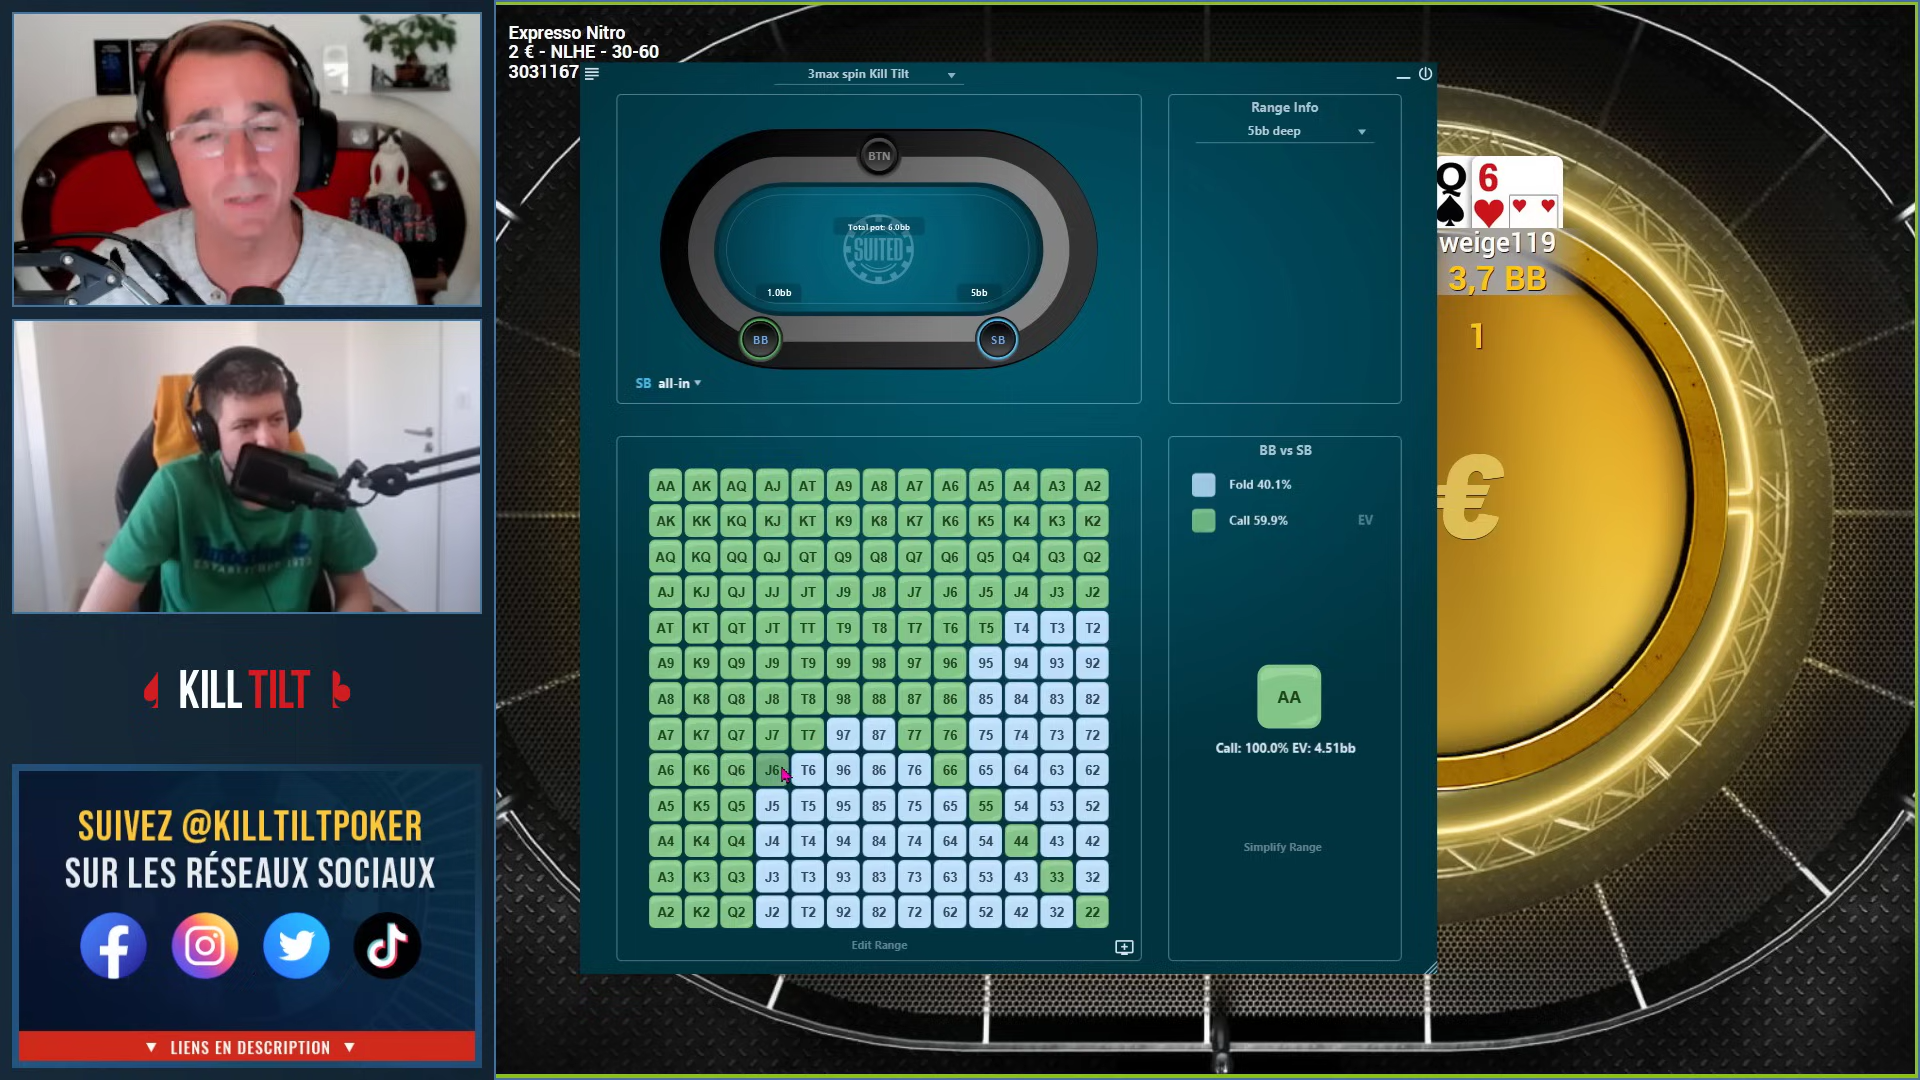 Expresso Nitro
2 € - NLHE - 30-60
3031167
3max spin Kill Tilt
BTN
Total pot: 6.0bb
SUITED
1.0bb
5bb
BB
SB
SB all-in
Range Info
5bb deep
Q 6
weige119
3,7 BB
1
€
AA AK AQ AJ AT A9 A8 A7 A6 A5 A4 A3 A2
AK KK KQ KJ KT K9 K8 K7 K6 K5 K4 K3 K2
AQ KQ QQ QJ QT Q9 Q8 Q7 Q6 Q5 Q4 Q3 Q2
AJ KJ QJ JJ JT J9 J8 J7 J6 J5 J4 J3 J2
AT KT QT JT TT T9 T8 T7 T6 T5 T4 T3 T2
A9 K9 Q9 J9 T9 99 98 97 96 95 94 93 92
A8 K8 Q8 J8 T8 98 88 87 86 85 84 83 82
A7 K7 Q7 J7 T7 97 87 77 76 75 74 73 72
A6 K6 Q6 J6 T6 96 86 76 66 65 64 63 62
A5 K5 Q5 J5 T5 95 85 75 65 55 54 53 52
A4 K4 Q4 J4 T4 94 84 74 64 54 44 43 42
A3 K3 Q3 J3 T3 93 83 73 63 53 43 33 32
A2 K2 Q2 J2 T2 92 82 72 62 52 42 32 22
Edit Range
BB vs SB
Fold 40.1%
Call 59.9% EV
AA
Call: 100.0% EV: 4.51bb
Simplify Range
KILL TILT
SUIVEZ @KILLTILTPOKER
SUR LES RÉSEAUX SOCIAUX
LIENS EN DESCRIPTION